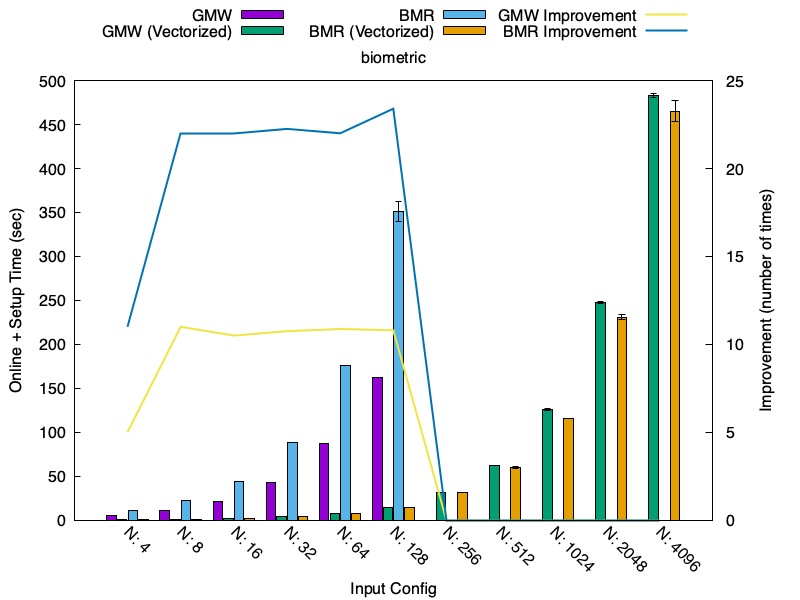 GMW BMR GMW Improvement
GMW (Vectorized) BMR (Vectorized) BMR Improvement
biometric
500 25
450
400 20
350
300 15
250
200 10
150
100 5
50
0 0
Online + Setup Time (sec)
Improvement (number of times)
N: 4 N: 8 N: 16 N: 32 N: 64 N: 128 N: 256 N: 512 N: 1024 N: 2048 N: 4096
Input Config